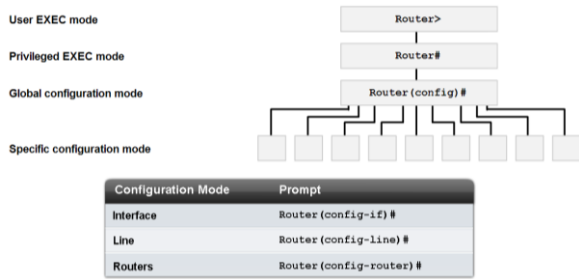 User EXEC mode Router>
Privileged EXEC mode Router#
Global configuration mode Router(config)#
Specific configuration mode
Configuration Mode Prompt
Interface Router(config-if)#
Line Router(config-line)#
Routers Router(config-router)#